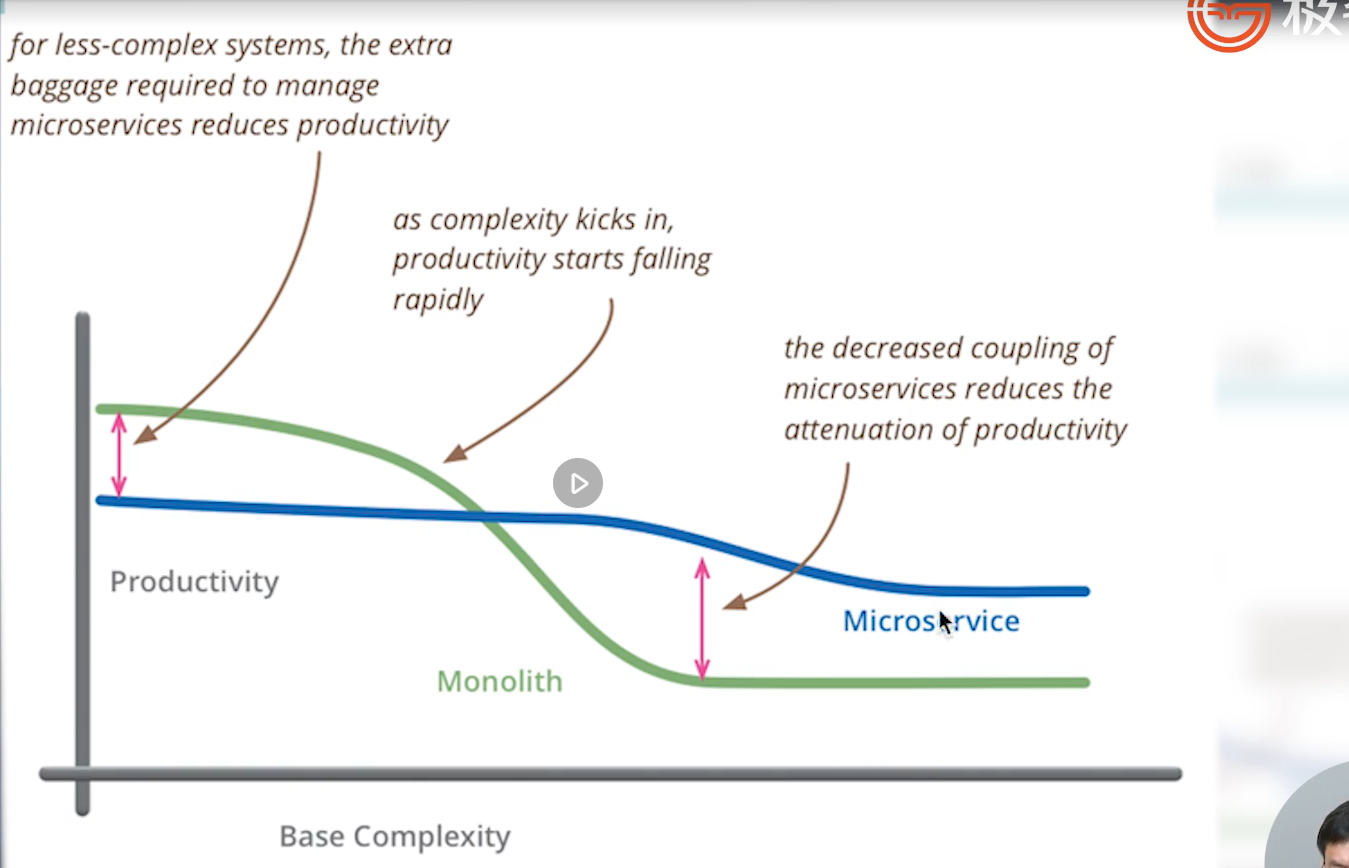 极
for less-complex systems, the extra
baggage required to manage
microservices reduces productivity
as complexity kicks in,
productivity starts falling
rapidly
the decreased coupling of
microservices reduces the
attenuation of productivity
Productivity
Microservice
Monolith
Base Complexity